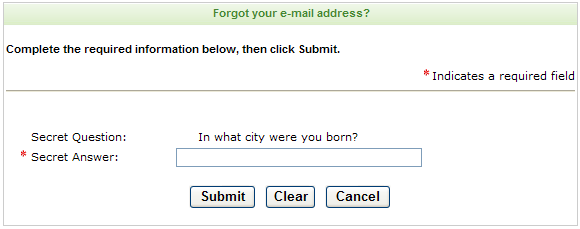 Forgot your e-mail address?
Complete the required information below, then click Submit.
* Indicates a required field
Secret Question: In what city were you born?
* Secret Answer:
Submit Clear Cancel